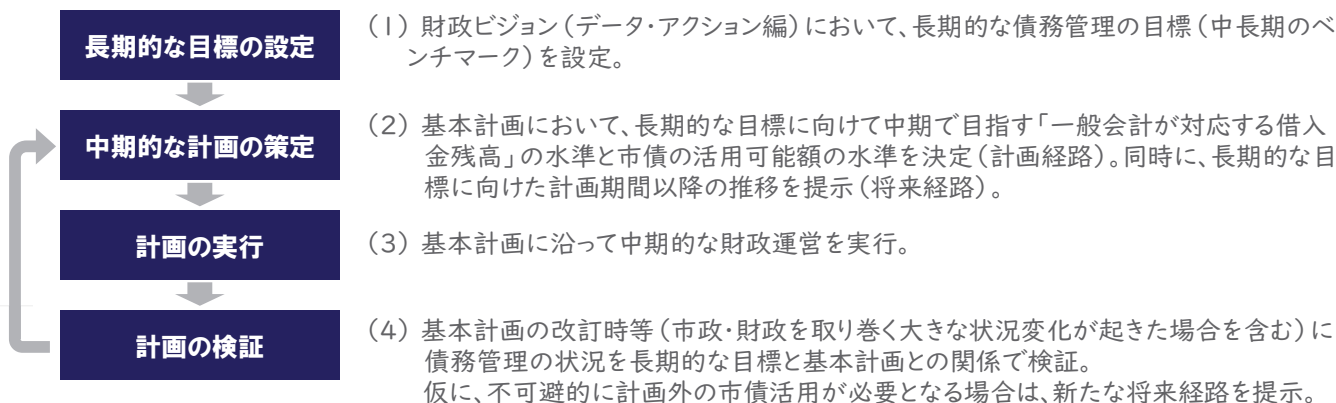 長期的な目標の設定
(1) 財政ビジョン(データ・アクション編)において、長期的な債務管理の目標(中長期のベ
ンチマーク)を設定。
中期的な計画の策定
(2) 基本計画において、長期的な目標に向けて中期で目指す「一般会計が対応する借入
金残高」の水準と市債の活用可能額の水準を決定(計画経路)。同時に、長期的な目
標に向けた計画期間以降の推移を提示(将来経路)。
計画の実行
(3) 基本計画に沿って中期的な財政運営を実行。
計画の検証
(4) 基本計画の改訂時等(市政・財政を取り巻く大きな状況変化が起きた場合を含む)に
債務管理の状況を長期的な目標と基本計画との関係で検証。
仮に、不可避的に計画外の市債活用が必要となる場合は、新たな将来経路を提示。